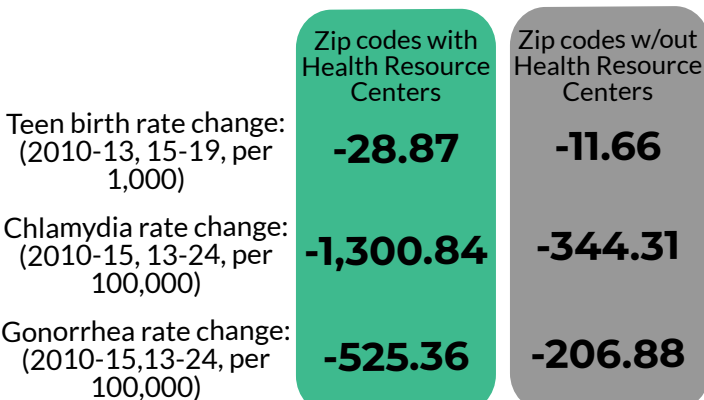 Zip codes with
Health Resource
Centers
Zip codes w/out
Health Resource
Centers
Teen birth rate change:
(2010-13, 15-19, per
1,000)
-28.87
-11.66
Chlamydia rate change:
(2010-15, 13-24, per
100,000)
-1,300.84
-344.31
Gonorrhea rate change:
(2010-15,13-24, per
100,000)
-525.36
-206.88